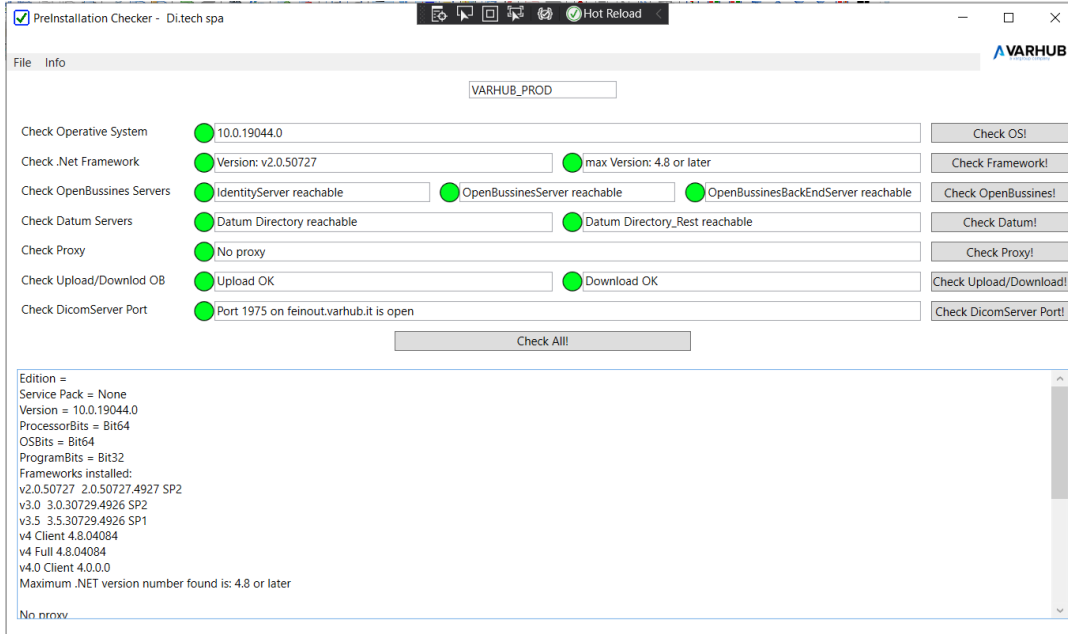 PreInstallation Checker - Di.tech spa
Hot Reload
VARHUB
File Info
VARHUB_PROD
Check Operative System 10.0.19044.0 Check OS!
Check .Net Framework Version: v2.0.50727 max Version: 4.8 or later Check Framework!
Check OpenBussines Servers IdentityServer reachable OpenBussinesServer reachable OpenBussinesBackEndServer reachable Check OpenBussines!
Check Datum Servers Datum Directory reachable Datum Directory_Rest reachable Check Datum!
Check Proxy No proxy Check Proxy!
Check Upload/Downlod OB Upload OK Download OK Check Upload/Download!
Check DicomServer Port Port 1975 on feinout.varhub.it is open Check DicomServer Port!
Check All!
Edition =
Service Pack = None
Version = 10.0.19044.0
ProcessorBits = Bit64
OSBits = Bit64
ProgramBits = Bit32
Frameworks installed:
v2.0.50727 2.0.50727.4927 SP2
v3.0 3.0.30729.4926 SP2
v3.5 3.5.30729.4926 SP1
v4 Client 4.8.04084
v4 Full 4.8.04084
v4.0 Client 4.0.0.0
Maximum .NET version number found is: 4.8 or later
No proxy